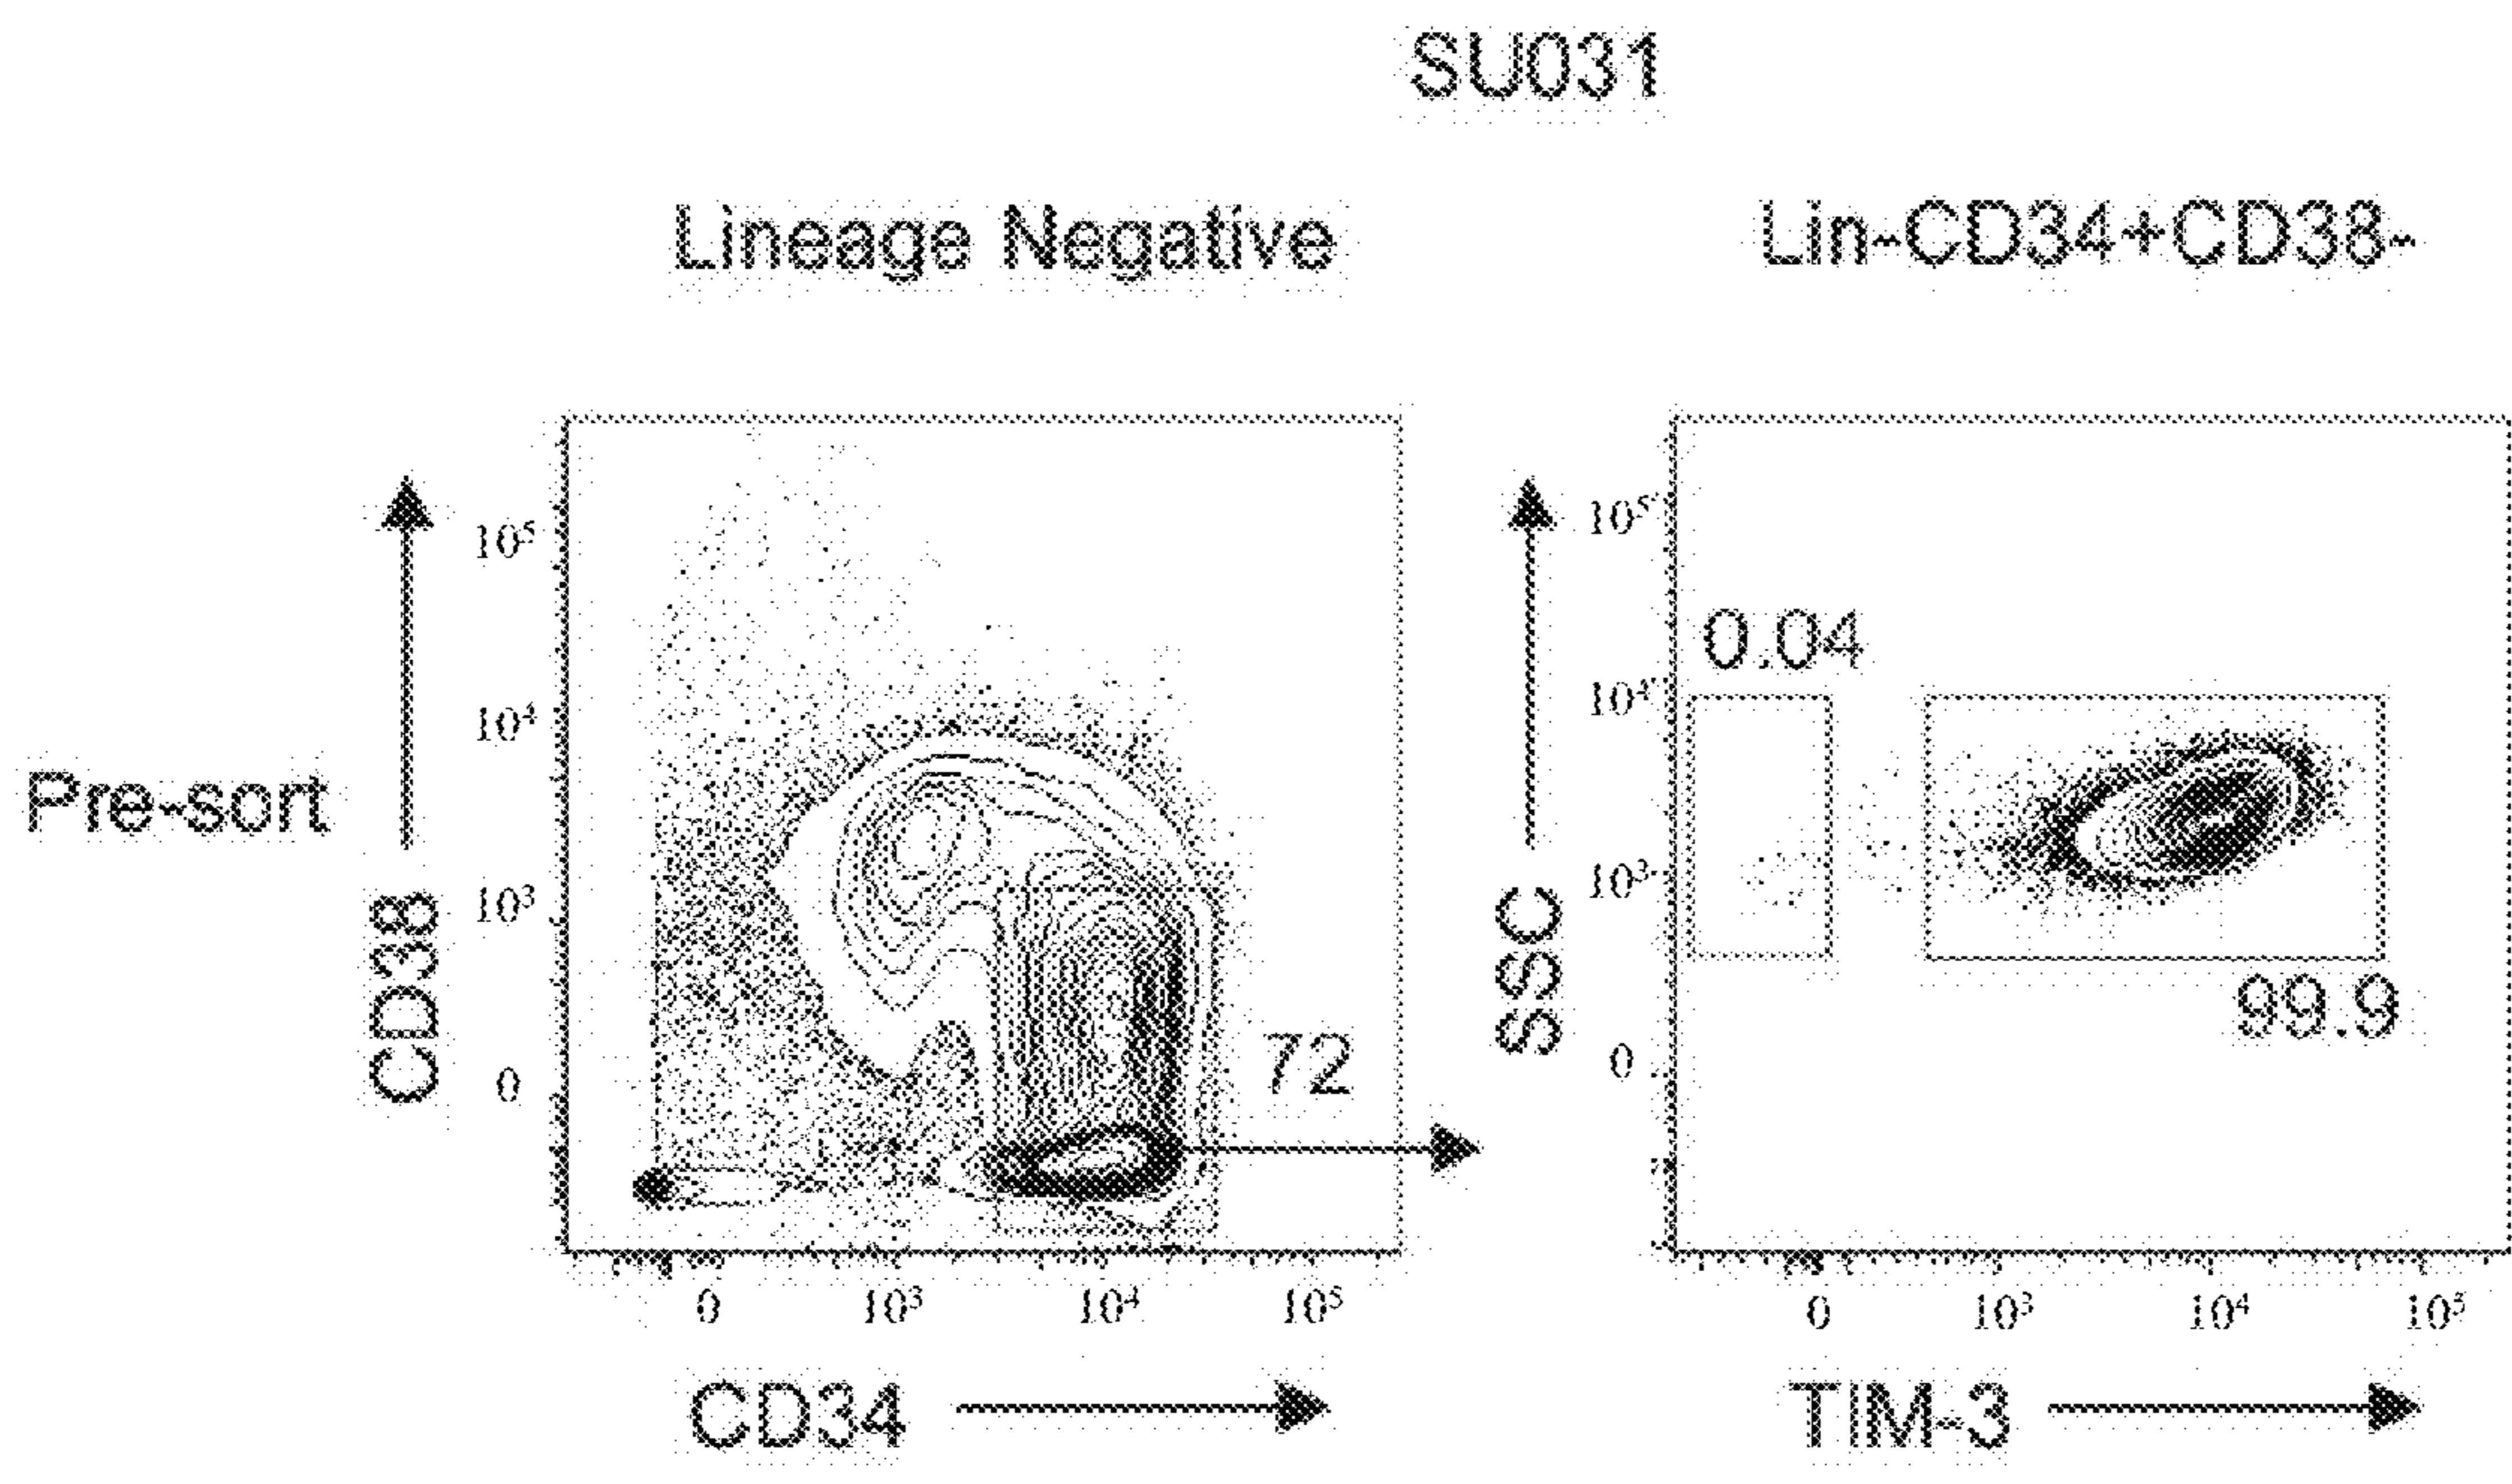 SU031
Lineage Negative
Lin-CD34+CD38-
Pre-sort
CD38
10⁵
10⁴
10³
0
72
0 10³ 10⁴ 10⁵
CD34
SSC
10⁵
10⁴
10³
0
0.04
99.9
0 10³ 10⁴ 10⁵
TIM-3